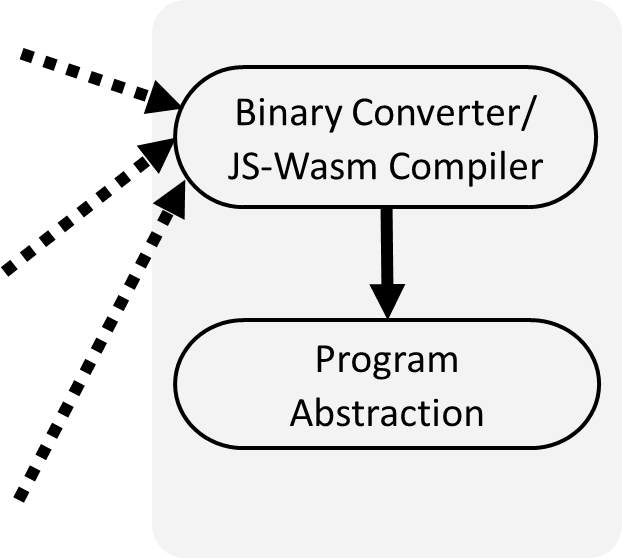 Binary Converter/
JS-Wasm Compiler
Program
Abstraction